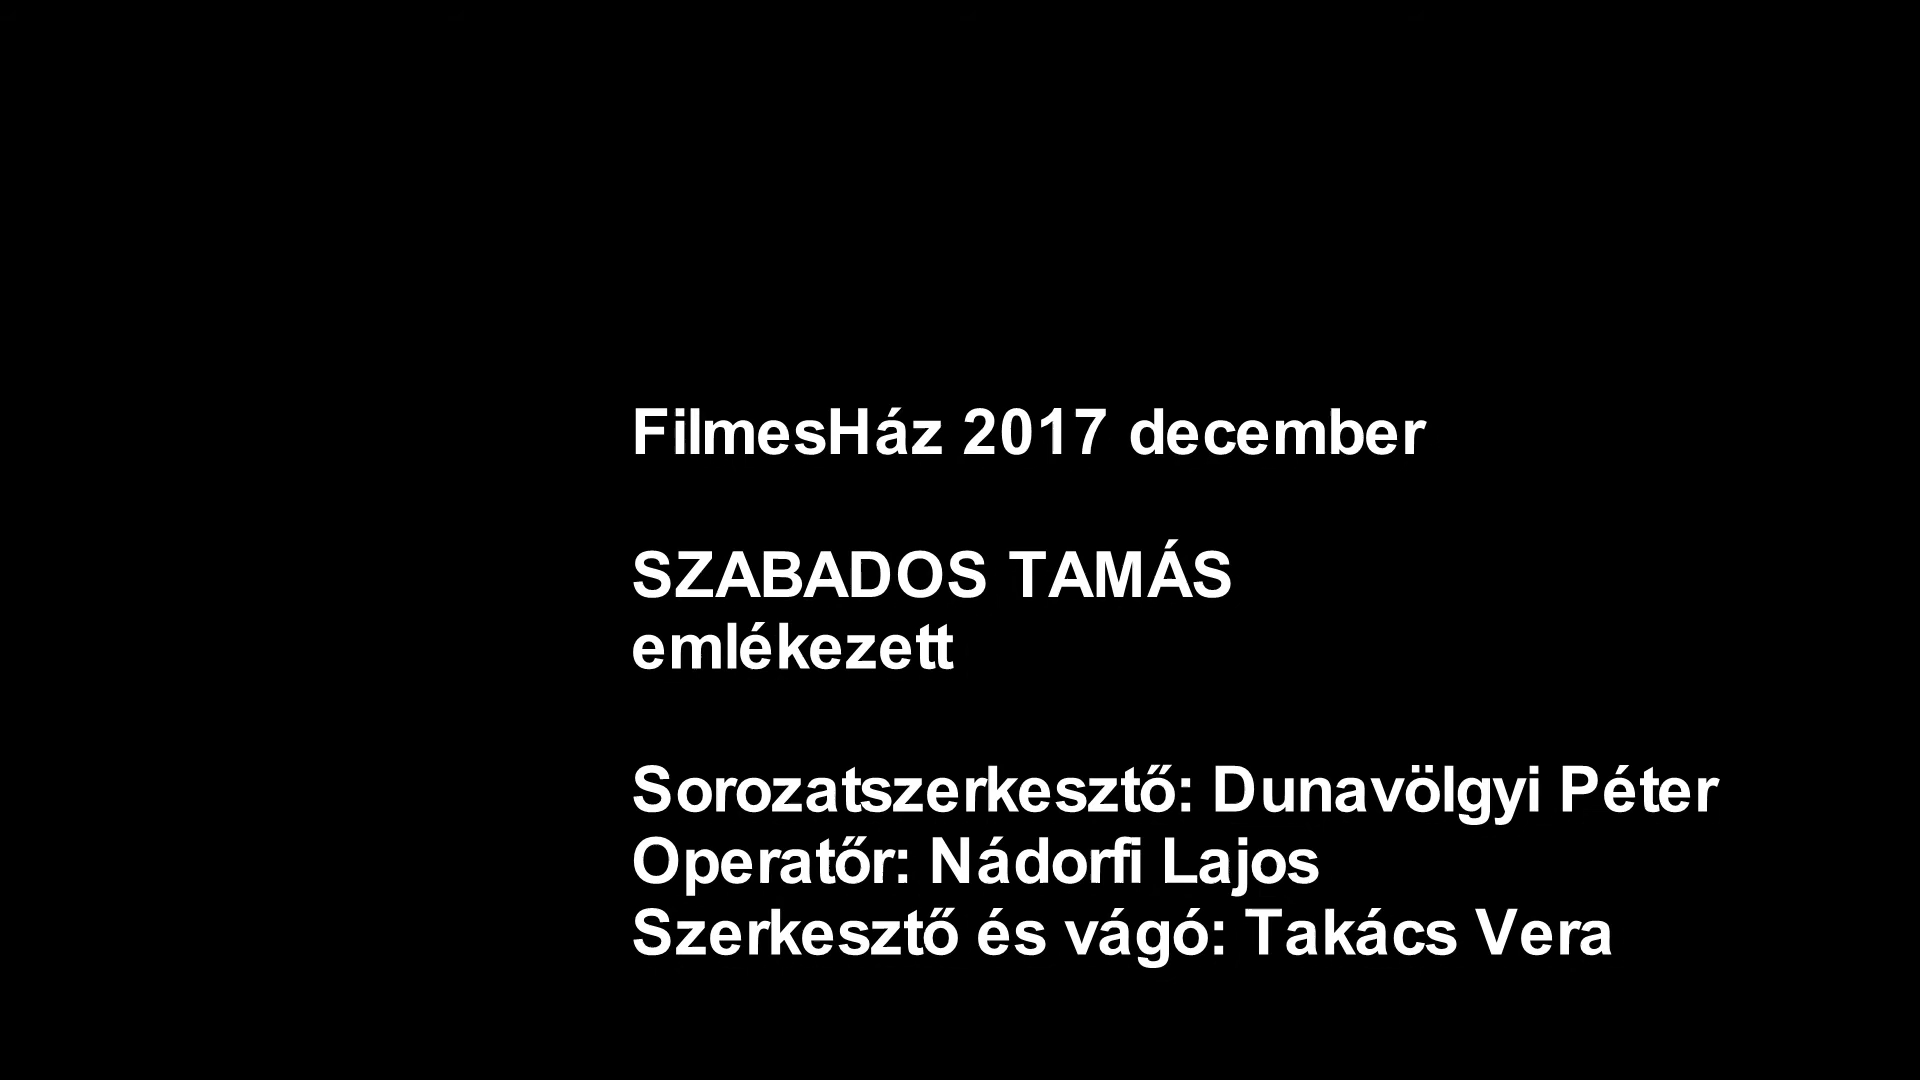 FilmesHáz 2017 december
SZABADOS TAMÁS
emlékezett
Sorozatszerkesztő: Dunavölgyi Péter
Operatőr: Nádorfi Lajos
Szerkesztő és vágó: Takács Vera